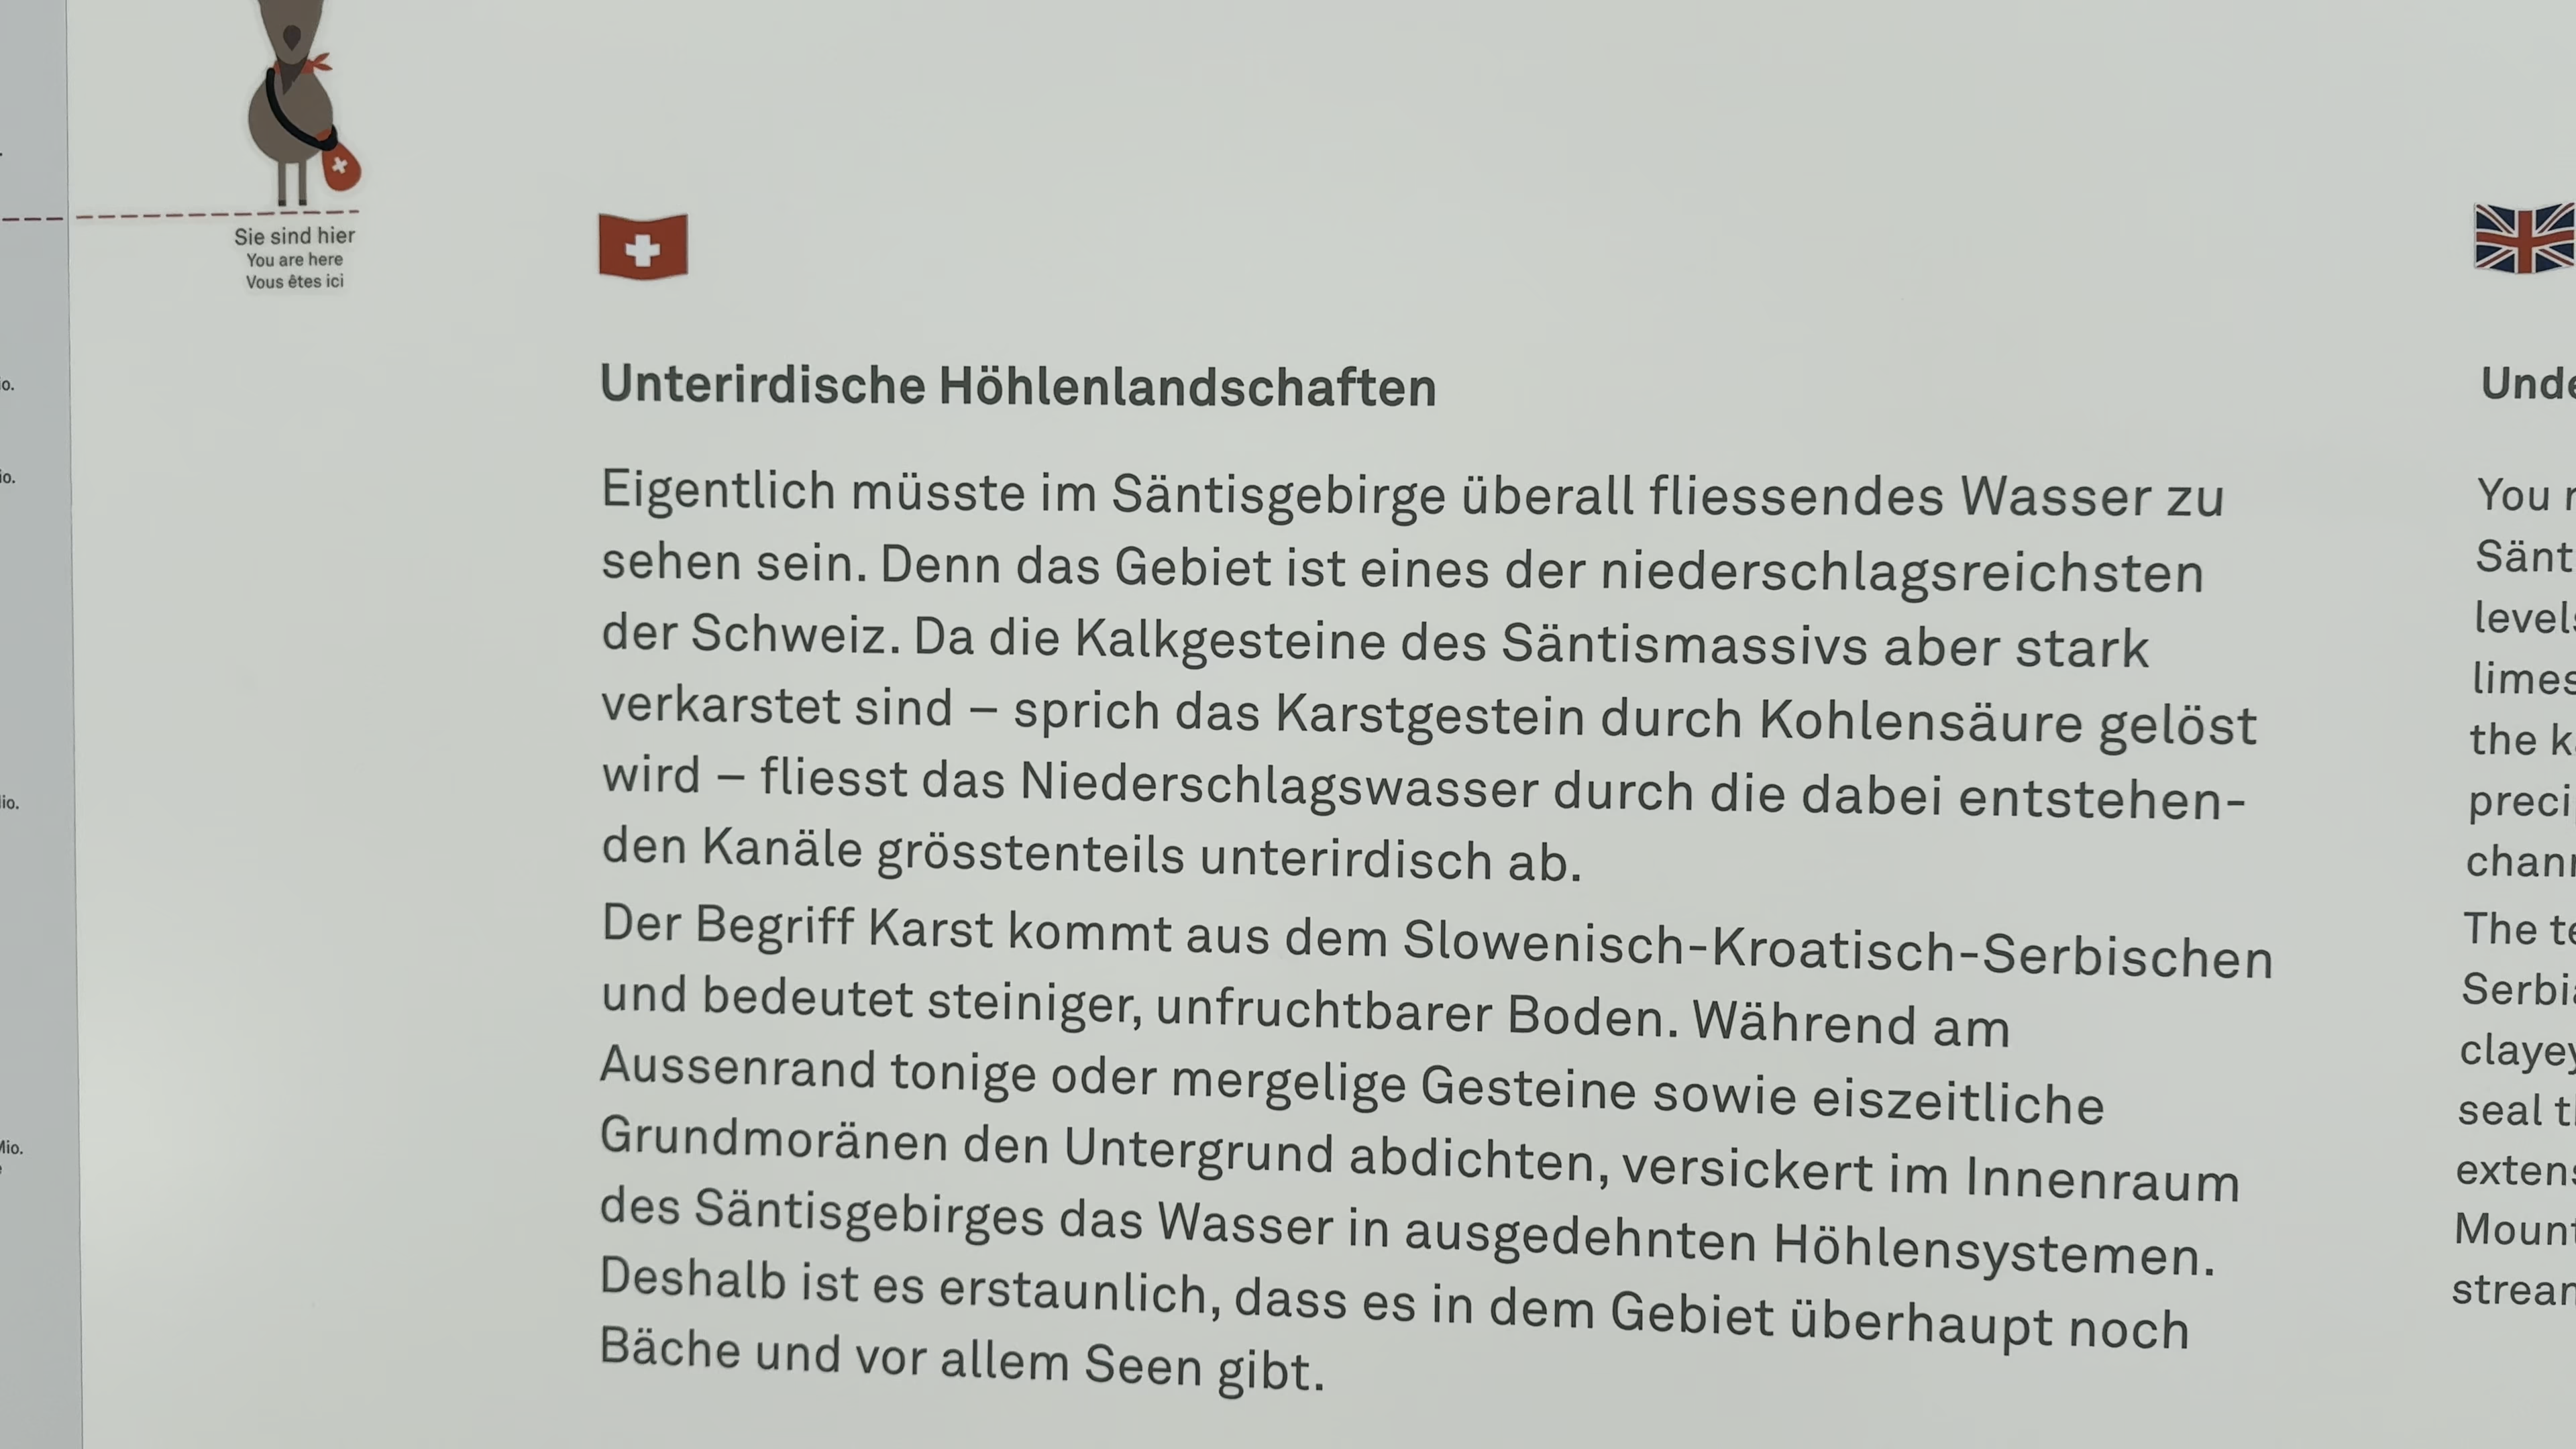 Sie sind hier
You are here
Vous êtes ici
Unterirdische Höhlenlandschaften
Eigentlich müsste im Säntisgebirge überall fliessendes Wasser zu
sehen sein. Denn das Gebiet ist eines der niederschlagsreichsten
der Schweiz. Da die Kalkgesteine des Säntismassivs aber stark
verkarstet sind – sprich das Karstgestein durch Kohlensäure gelöst
wird – fliesst das Niederschlagswasser durch die dabei entstehen-
den Kanäle grösstenteils unterirdisch ab.
Der Begriff Karst kommt aus dem Slowenisch-Kroatisch-Serbischen
und bedeutet steiniger, unfruchtbarer Boden. Während am
Aussenrand tonige oder mergelige Gesteine sowie eiszeitliche
Grundmoränen den Untergrund abdichten, versickert im Innenraum
des Säntisgebirges das Wasser in ausgedehnten Höhlensystemen.
Deshalb ist es erstaunlich, dass es in dem Gebiet überhaupt noch
Bäche und vor allem Seen gibt.
You
the
The
seal